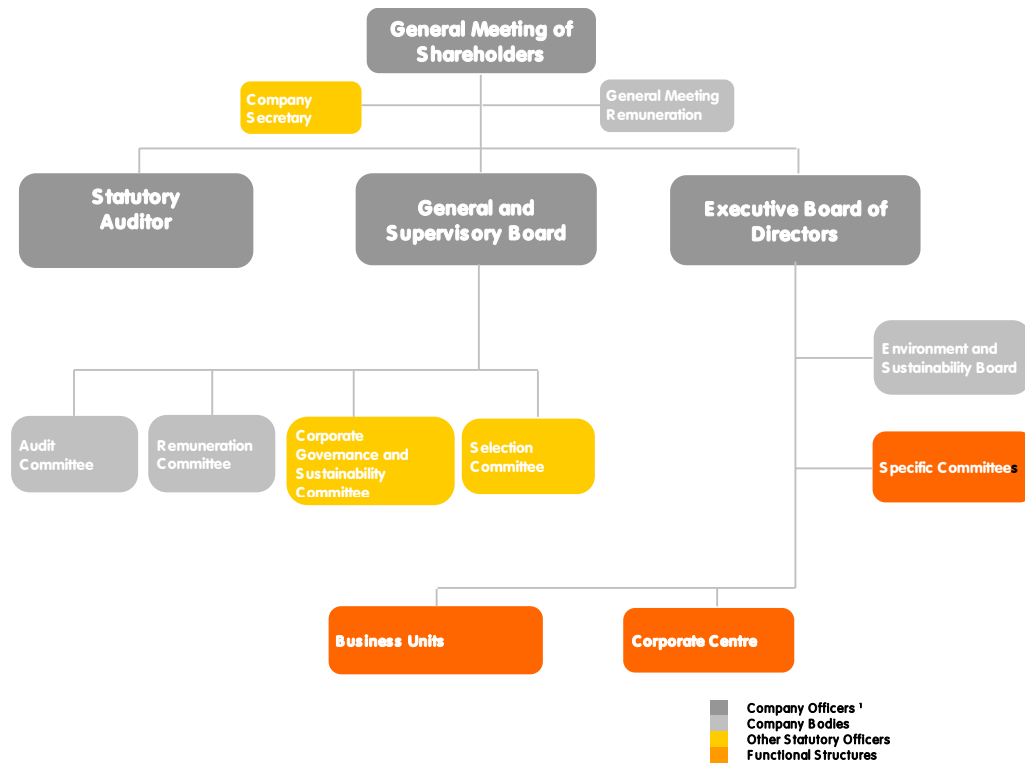 General Meeting of
Shareholders
Company
Secretary
General Meeting
Remuneration
Statutory
Auditor
General and
Supervisory Board
Executive Board of
Directors
Environment and
Sustainability Board
Audit
Committee
Remuneration
Committee
Corporate
Governance and
Sustainability
Committee
Selection
Committee
Specific Committees
Business Units
Corporate Centre
Company Officers ¹
Company Bodies
Other Statutory Officers
Functional Structures